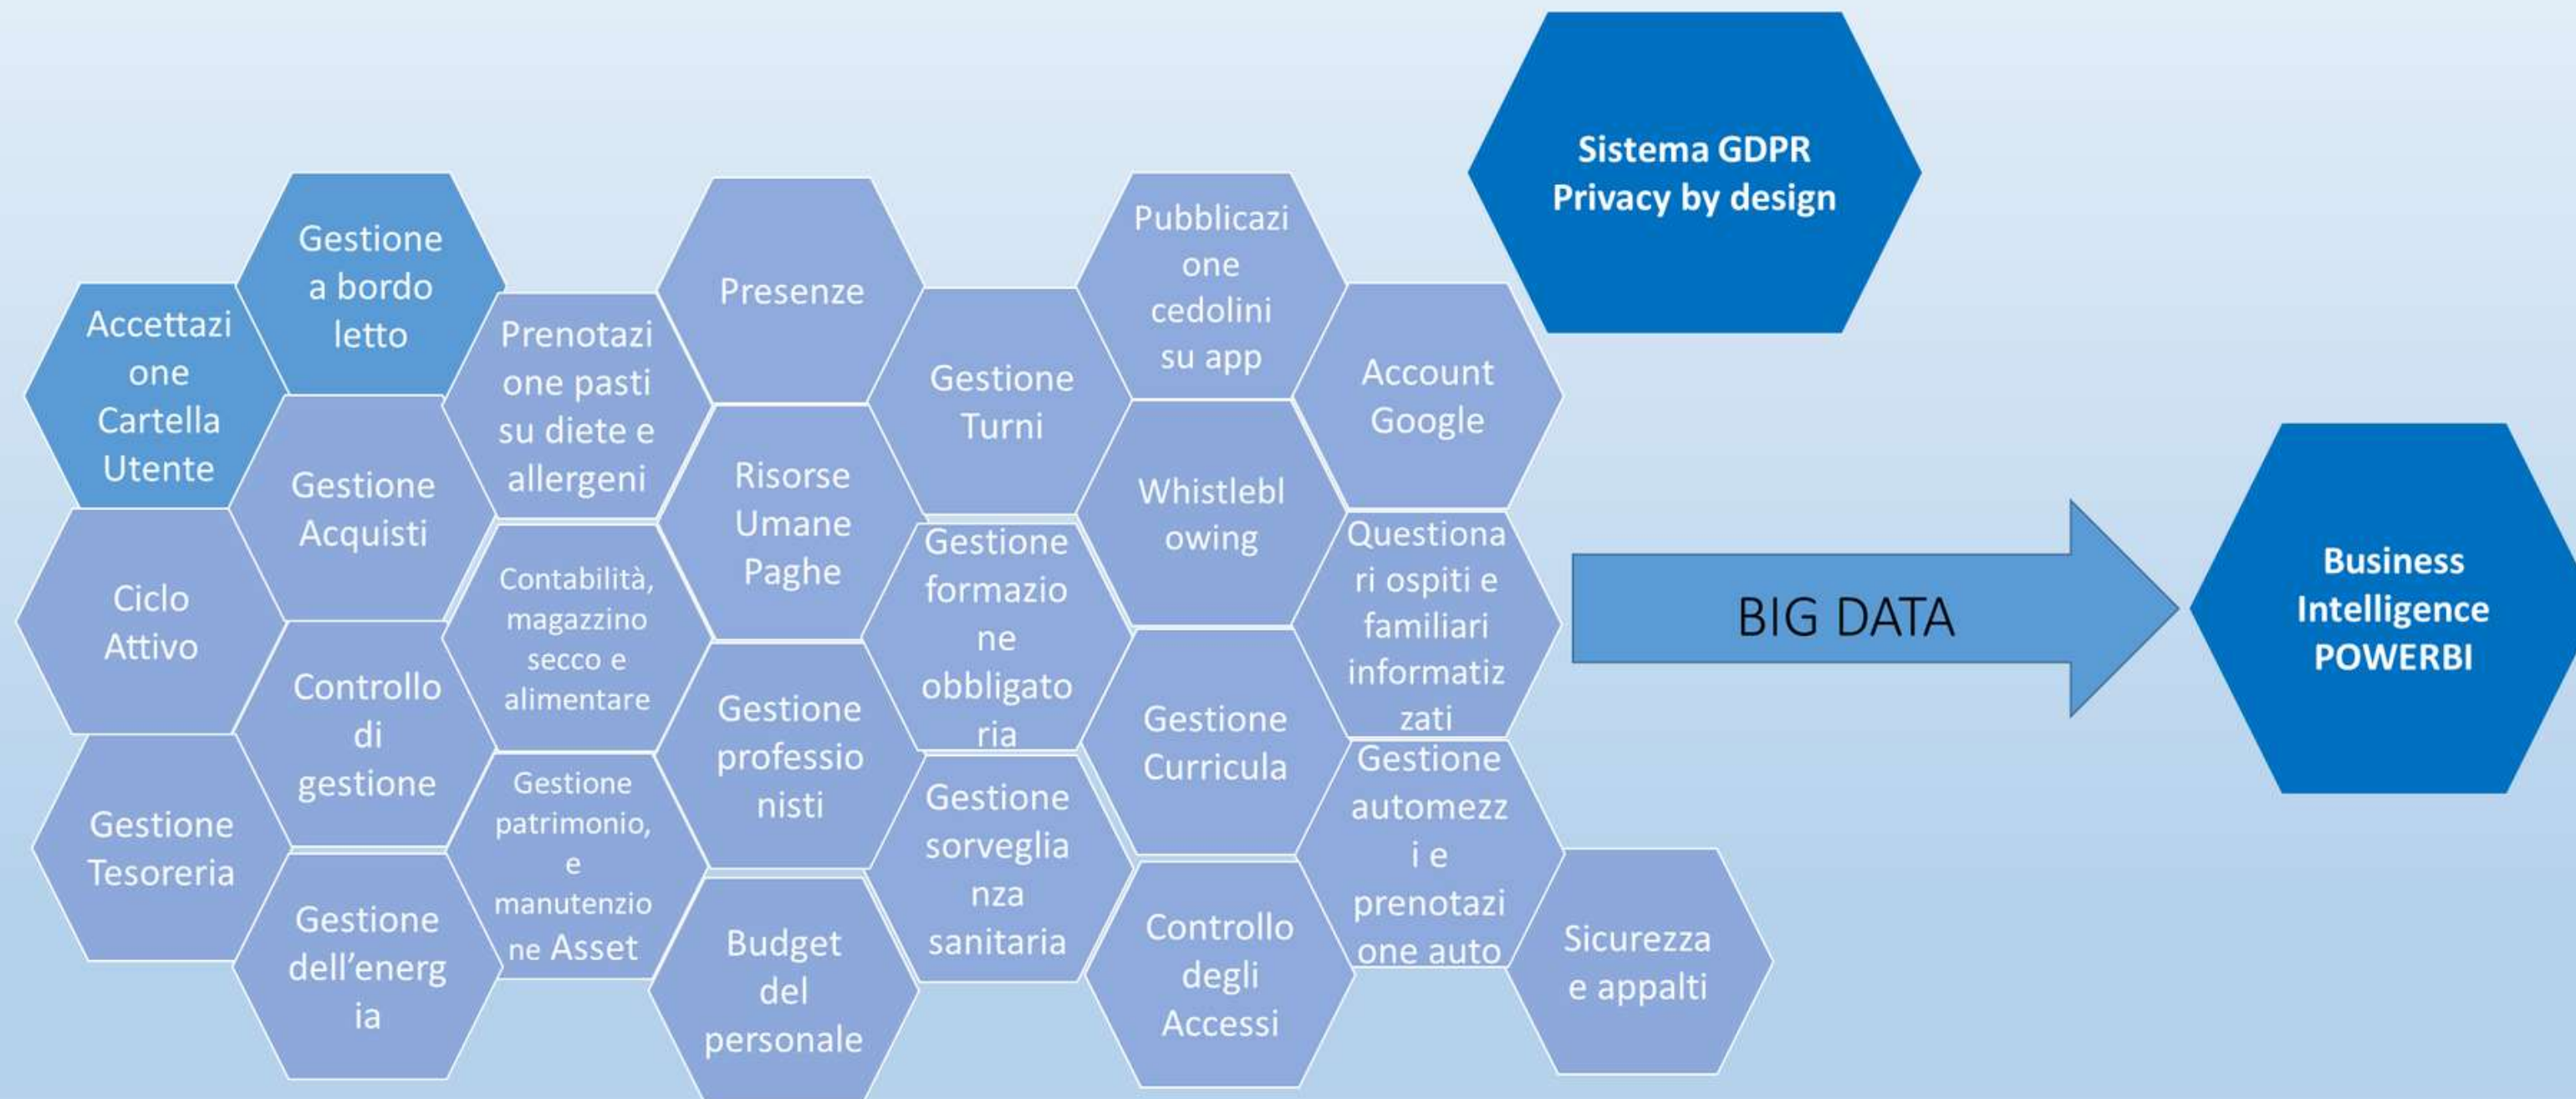 Sistema GDPR
Privacy by design
Gestione
a bordo
letto
Accettazi
one
Cartella
Utente
Prenotazi
one pasti
su diete e
allergeni
Presenze
Gestione
Turni
Pubblicazi
one
cedolini
su app
Account
Google
Gestione
Acquisti
Risorse
Umane
Paghe
Whistlebl
owing
Ciclo
Attivo
Contabilità,
magazzino
secco e
alimentare
Gestione
formazio
ne
obbligato
ria
Questiona
ri ospiti e
familiari
informatiz
zati
BIG DATA
Business
Intelligence
POWERBI
Controllo
di
gestione
Gestione
professio
nisti
Gestione
Curricula
Gestione
Tesoreria
Gestione
patrimonio,
e
manutenzio
ne Asset
Gestione
sorveglia
nza
sanitaria
Gestione
automezz
i e
prenotazi
one auto
Gestione
dell’energ
ia
Budget
del
personale
Controllo
degli
Accessi
Sicurezza
e appalti